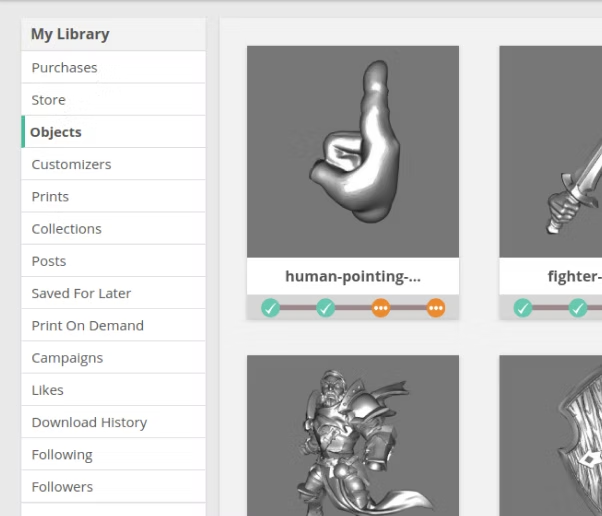 My Library
Purchases
Store
Objects
Customizers
Prints
Collections
Posts
Saved For Later
Print On Demand
Campaigns
Likes
Download History
Following
Followers
human-pointing-...
fighter-